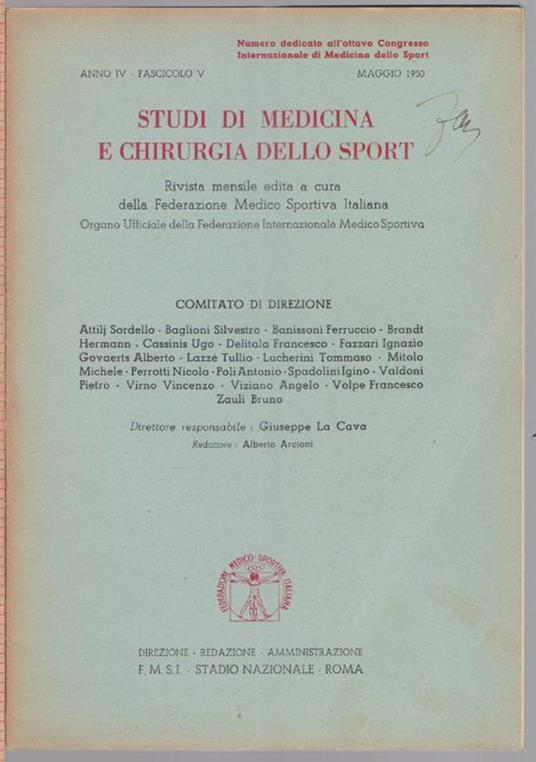 Numero dedicato all'ottavo Congresso
Internazionale di Medicina dello Sport
ANNO IV - FASCICOLO V MAGGIO 1950
STUDI DI MEDICINA
E CHIRURGIA DELLO SPORT
Rivista mensile edita a cura
della Federazione Medico Sportiva Italiana
Organo Ufficiale della Federazione Internazionale Medico Sportiva
COMITATO DI DIREZIONE
Attilj Sordello - Baglioni Silvestro - Banissoni Ferruccio - Brandt
Hermann - Cassinis Ugo - Delitala Francesco - Fazzari Ignazio
Govaerts Alberto - Lazzé Tullio - Lucherini Tommaso - Mitolo
Michele - Perrotti Nicola - Poli Antonio - Spadolini Igino - Valdoni
Pietro - Virno Vincenzo - Viziano Angelo - Volpe Francesco
Zauli Bruno
Direttore responsabile : Giuseppe La Cava
Redattore : Alberto Arcioni
FEDERAZIONE MEDICO-SPORTIVA ITALIANA
DIREZIONE - REDAZIONE - AMMINISTRAZIONE
F. M. S. I. - STADIO NAZIONALE - ROMA